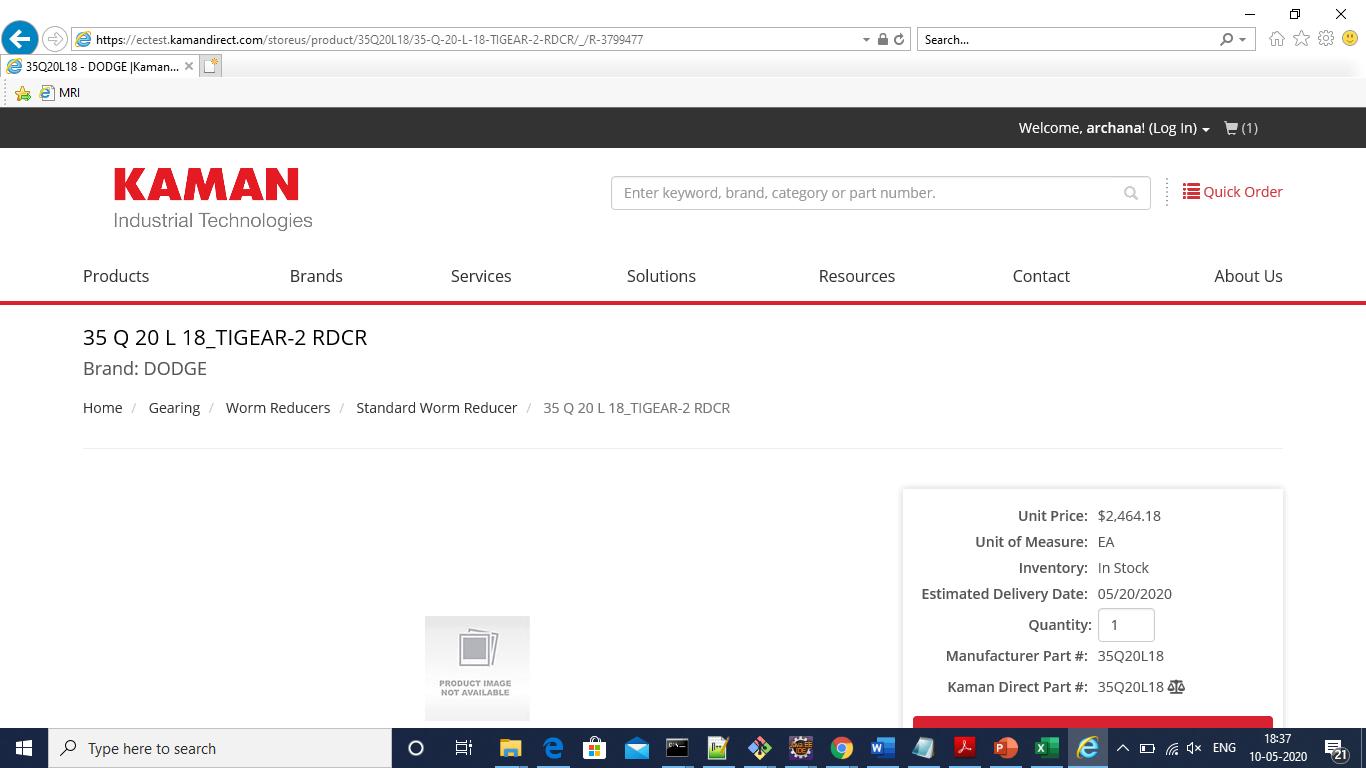 https://ectest.kamandirect.com/storeus/product/35Q20L18/35-Q-20-L-18-TIGEAR-2-RDCR/_/R-3799477
Search...
35Q20L18 - DODGE |Kaman...
MRI
Welcome, archana! (Log In)
(1)
KAMAN
Industrial Technologies
Enter keyword, brand, category or part number.
Quick Order
Products Brands Services Solutions Resources Contact About Us
35 Q 20 L 18_TIGEAR-2 RDCR
Brand: DODGE
Home / Gearing / Worm Reducers / Standard Worm Reducer / 35 Q 20 L 18_TIGEAR-2 RDCR
Unit Price: $2,464.18
Unit of Measure: EA
Inventory: In Stock
Estimated Delivery Date: 05/20/2020
Quantity: 1
Manufacturer Part #: 35Q20L18
Kaman Direct Part #: 35Q20L18
PRODUCT IMAGE
NOT AVAILABLE
Type here to search
ENG
18:37
10-05-2020
21